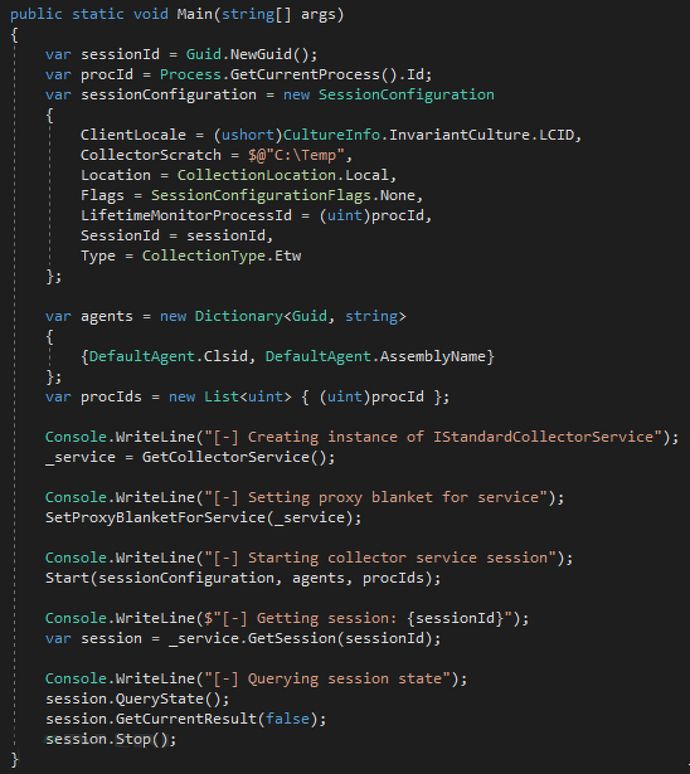 public static void Main(string[] args)
{
var sessionId = Guid.NewGuid();
var procId = Process.GetCurrentProcess().Id;
var sessionConfiguration = new SessionConfiguration
{
ClientLocale = (ushort)CultureInfo.InvariantCulture.LCID,
CollectorScratch = $@"C:\Temp",
Location = CollectionLocation.Local,
Flags = SessionConfigurationFlags.None,
LifetimeMonitorProcessId = (uint)procId,
SessionId = sessionId,
Type = CollectionType.Etw
};
var agents = new Dictionary<Guid, string>
{
{DefaultAgent.Clsid, DefaultAgent.AssemblyName}
};
var procIds = new List<uint> { (uint)procId };
Console.WriteLine("[-] Creating instance of IStandardCollectorService");
_service = GetCollectorService();
Console.WriteLine("[-] Setting proxy blanket for service");
SetProxyBlanketForService(_service);
Console.WriteLine("[-] Starting collector service session");
Start(sessionConfiguration, agents, procIds);
Console.WriteLine($"[-] Getting session: {sessionId}");
var session = _service.GetSession(sessionId);
Console.WriteLine("[-] Querying session state");
session.QueryState();
session.GetCurrentResult(false);
session.Stop();
}